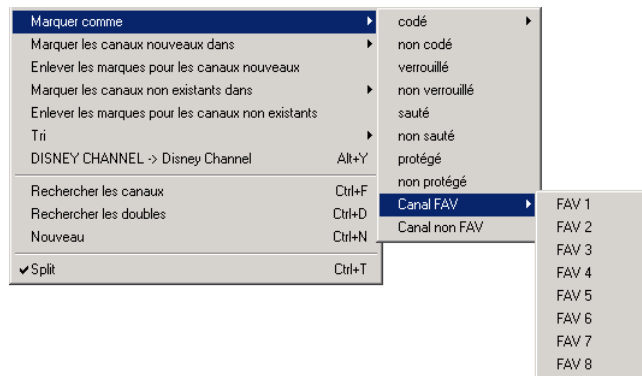 Marquer comme
Marquer les canaux nouveaux dans
Enlever les marques pour les canaux nouveaux
Marquer les canaux non existants dans
Enlever les marques pour les canaux non existants
Tri
DISNEY CHANNEL -> Disney Channel Alt+Y
Rechercher les canaux Ctrl+F
Rechercher les doubles Ctrl+D
Nouveau Ctrl+N
Split Ctrl+T
codé
non codé
verrouillé
non verrouillé
sauté
non sauté
protégé
non protégé
Canal FAV
Canal non FAV
FAV 1
FAV 2
FAV 3
FAV 4
FAV 5
FAV 6
FAV 7
FAV 8